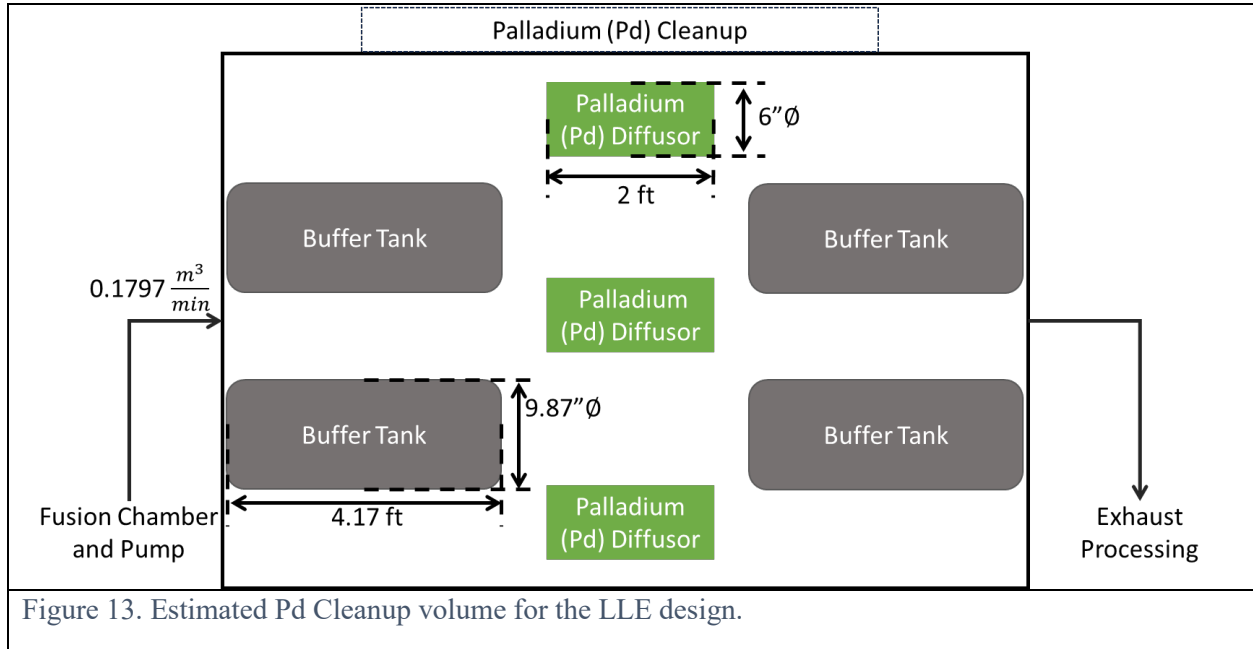 Palladium (Pd) Cleanup
Palladium
(Pd) Diffusor
6”Ø
2 ft
Buffer Tank
Buffer Tank
0.1797 m³/min
Palladium
(Pd) Diffusor
Buffer Tank
9.87”Ø
Buffer Tank
4.17 ft
Palladium
(Pd) Diffusor
Fusion Chamber
and Pump
Exhaust
Processing
Figure 13. Estimated Pd Cleanup volume for the LLE design.